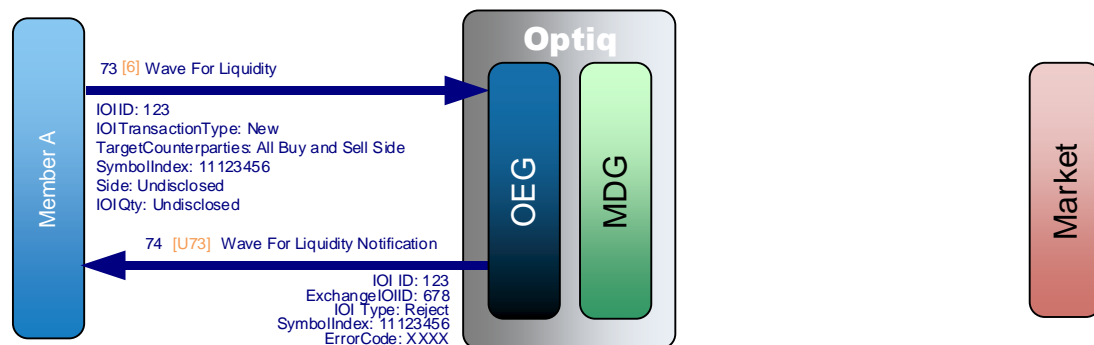 Optiq
73 [6] Wave For Liquidity
IOIID: 123
IOITransactionType: New
TargetCounterparties: All Buy and Sell Side
SymbolIndex: 11123456
Side: Undisclosed
IOIQty: Undisclosed
Member A
OEG
MDG
Market
74 [U73] Wave For Liquidity Notification
IOI ID: 123
ExchangeIOIID: 678
IOI Type: Reject
SymbolIndex: 11123456
ErrorCode: XXXX